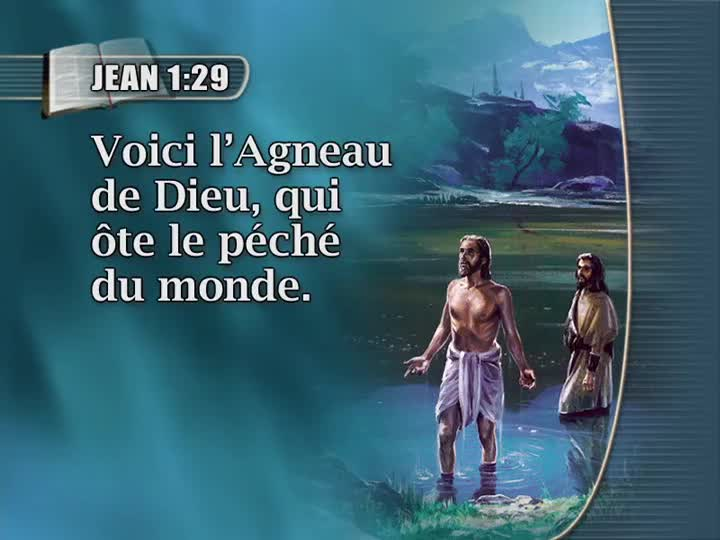 JEAN 1:29
Voici l’Agneau
de Dieu, qui
ôte le péché
du monde.